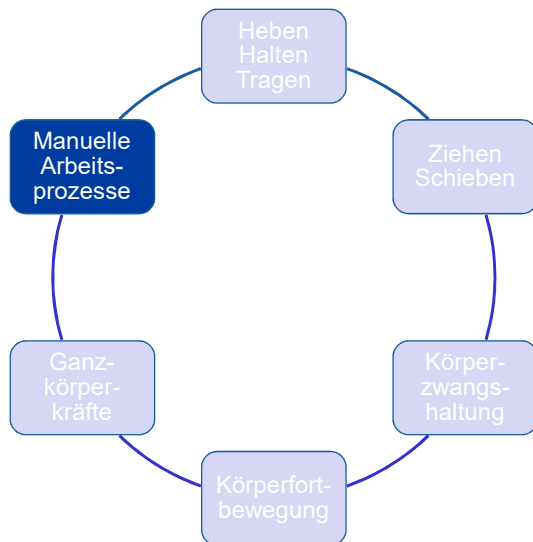 Heben
Halten
Tragen
Manuelle
Arbeits-
prozesse
Ziehen
Schieben
Ganz-
körper-
kräfte
Körper-
zwangs-
haltung
Körperfort-
bewegung